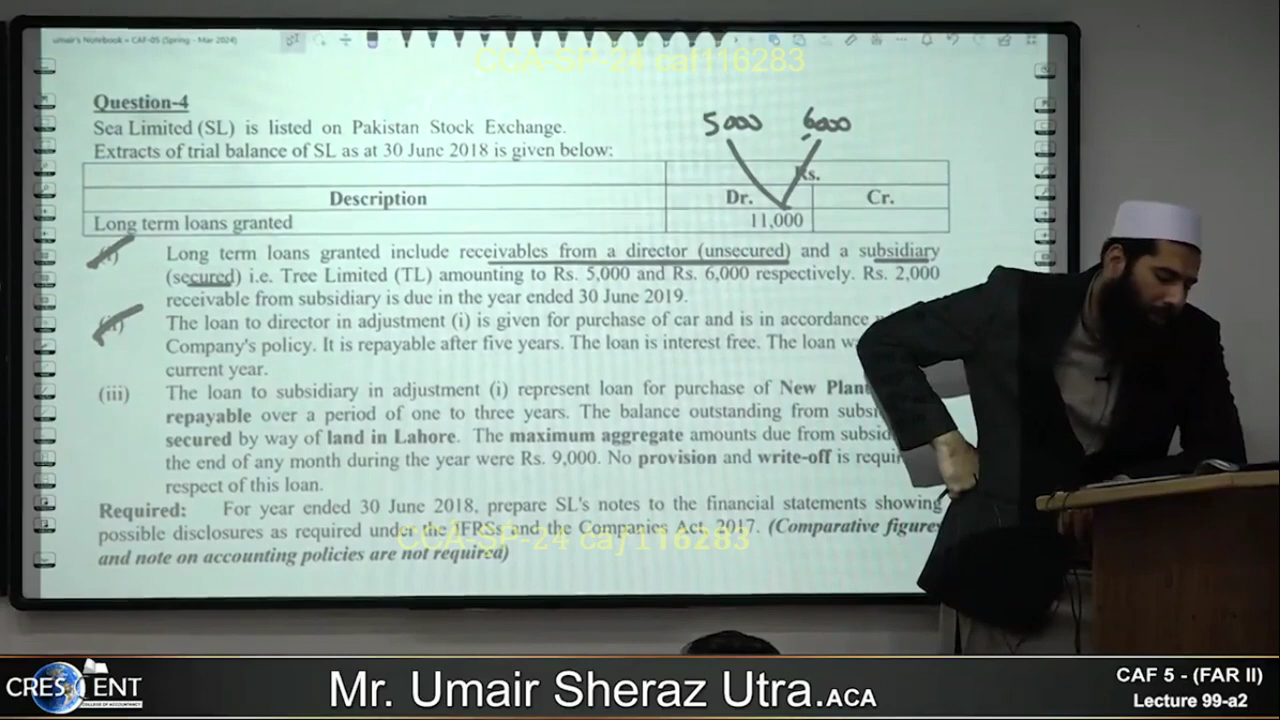 umair's Notebook » CAF-05 (Spring - Mar 2024)
CCA-SP-24 caf116283
Question-4
Sea Limited (SL) is listed on Pakistan Stock Exchange.
Extracts of trial balance of SL as at 30 June 2018 is given below:
5000 6000
Rs.
Description Dr. Cr.
Long term loans granted 11,000
Long term loans granted include receivables from a director (unsecured) and a subsidiary
(secured) i.e. Tree Limited (TL) amounting to Rs. 5,000 and Rs. 6,000 respectively. Rs. 2,000
receivable from subsidiary is due in the year ended 30 June 2019.
The loan to director in adjustment (i) is given for purchase of car and is in accordance
Company's policy. It is repayable after five years. The loan is interest free. The loan
current year.
(iii) The loan to subsidiary in adjustment (i) represent loan for purchase of New
repayable over a period of one to three years. The balance outstanding from
secured by way of land in Lahore. The maximum aggregate amounts due from
the end of any month during the year were Rs. 9,000. No provision and write-off is
respect of this loan.
Required: For year ended 30 June 2018, prepare SL's notes to the financial statements showing
possible disclosures as required under the IFRSs and the Companies Act, 2017. (Comparative
and note on accounting policies are not required)
CCA-SP-24 caf116283
CRESCENT
COLLEGE OF ACCOUNTANCY
Mr. Umair Sheraz Utra.ACA
CAF 5 - (FAR II)
Lecture 99-a2